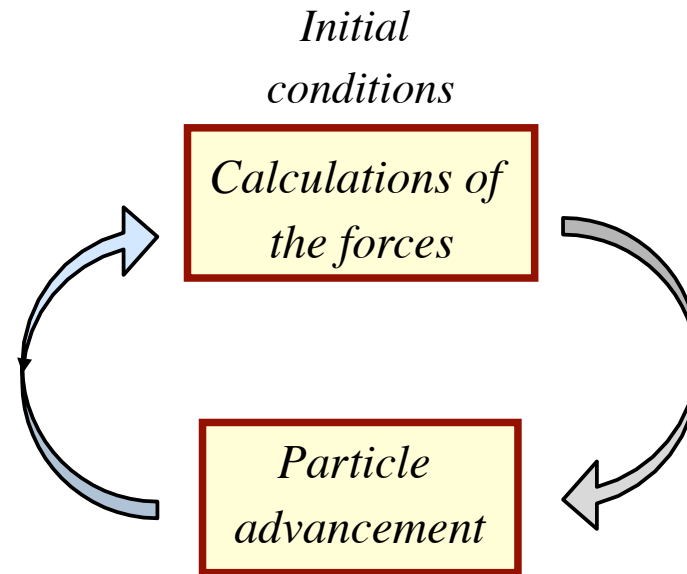 Initial
conditions
Calculations of
the forces
Particle
advancement